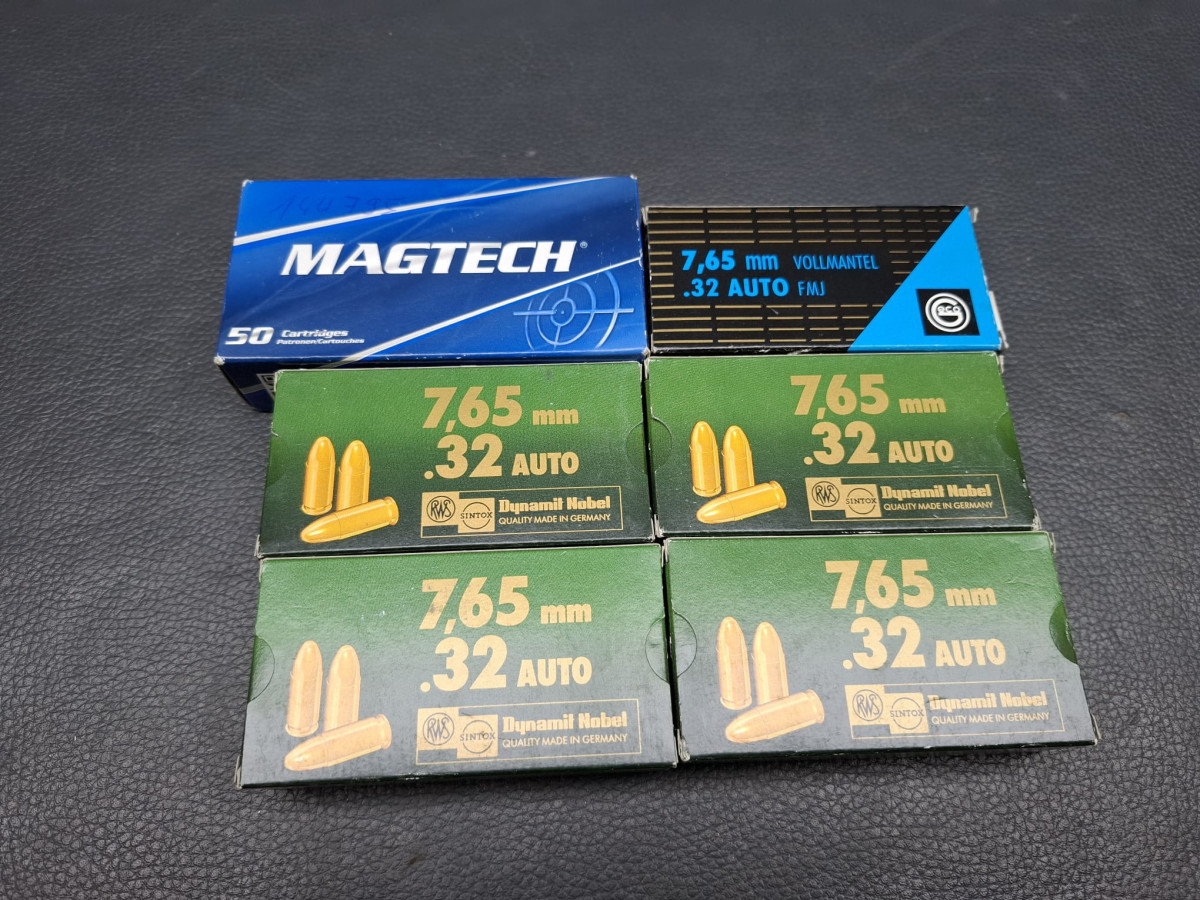 MAGTECH®
50 Cartridges
Patronen/Cartouches
7,65 mm VOLLMANTEL
.32 AUTO FMJ
GECO
7,65 mm
.32 AUTO
RWS SINTOX Dynamit Nobel
QUALITY MADE IN GERMANY
7,65 mm
.32 AUTO
RWS SINTOX Dynamit Nobel
QUALITY MADE IN GERMANY
7,65 mm
.32 AUTO
RWS SINTOX Dynamit Nobel
QUALITY MADE IN GERMANY
7,65 mm
.32 AUTO
RWS SINTOX Dynamit Nobel
QUALITY MADE IN GERMANY